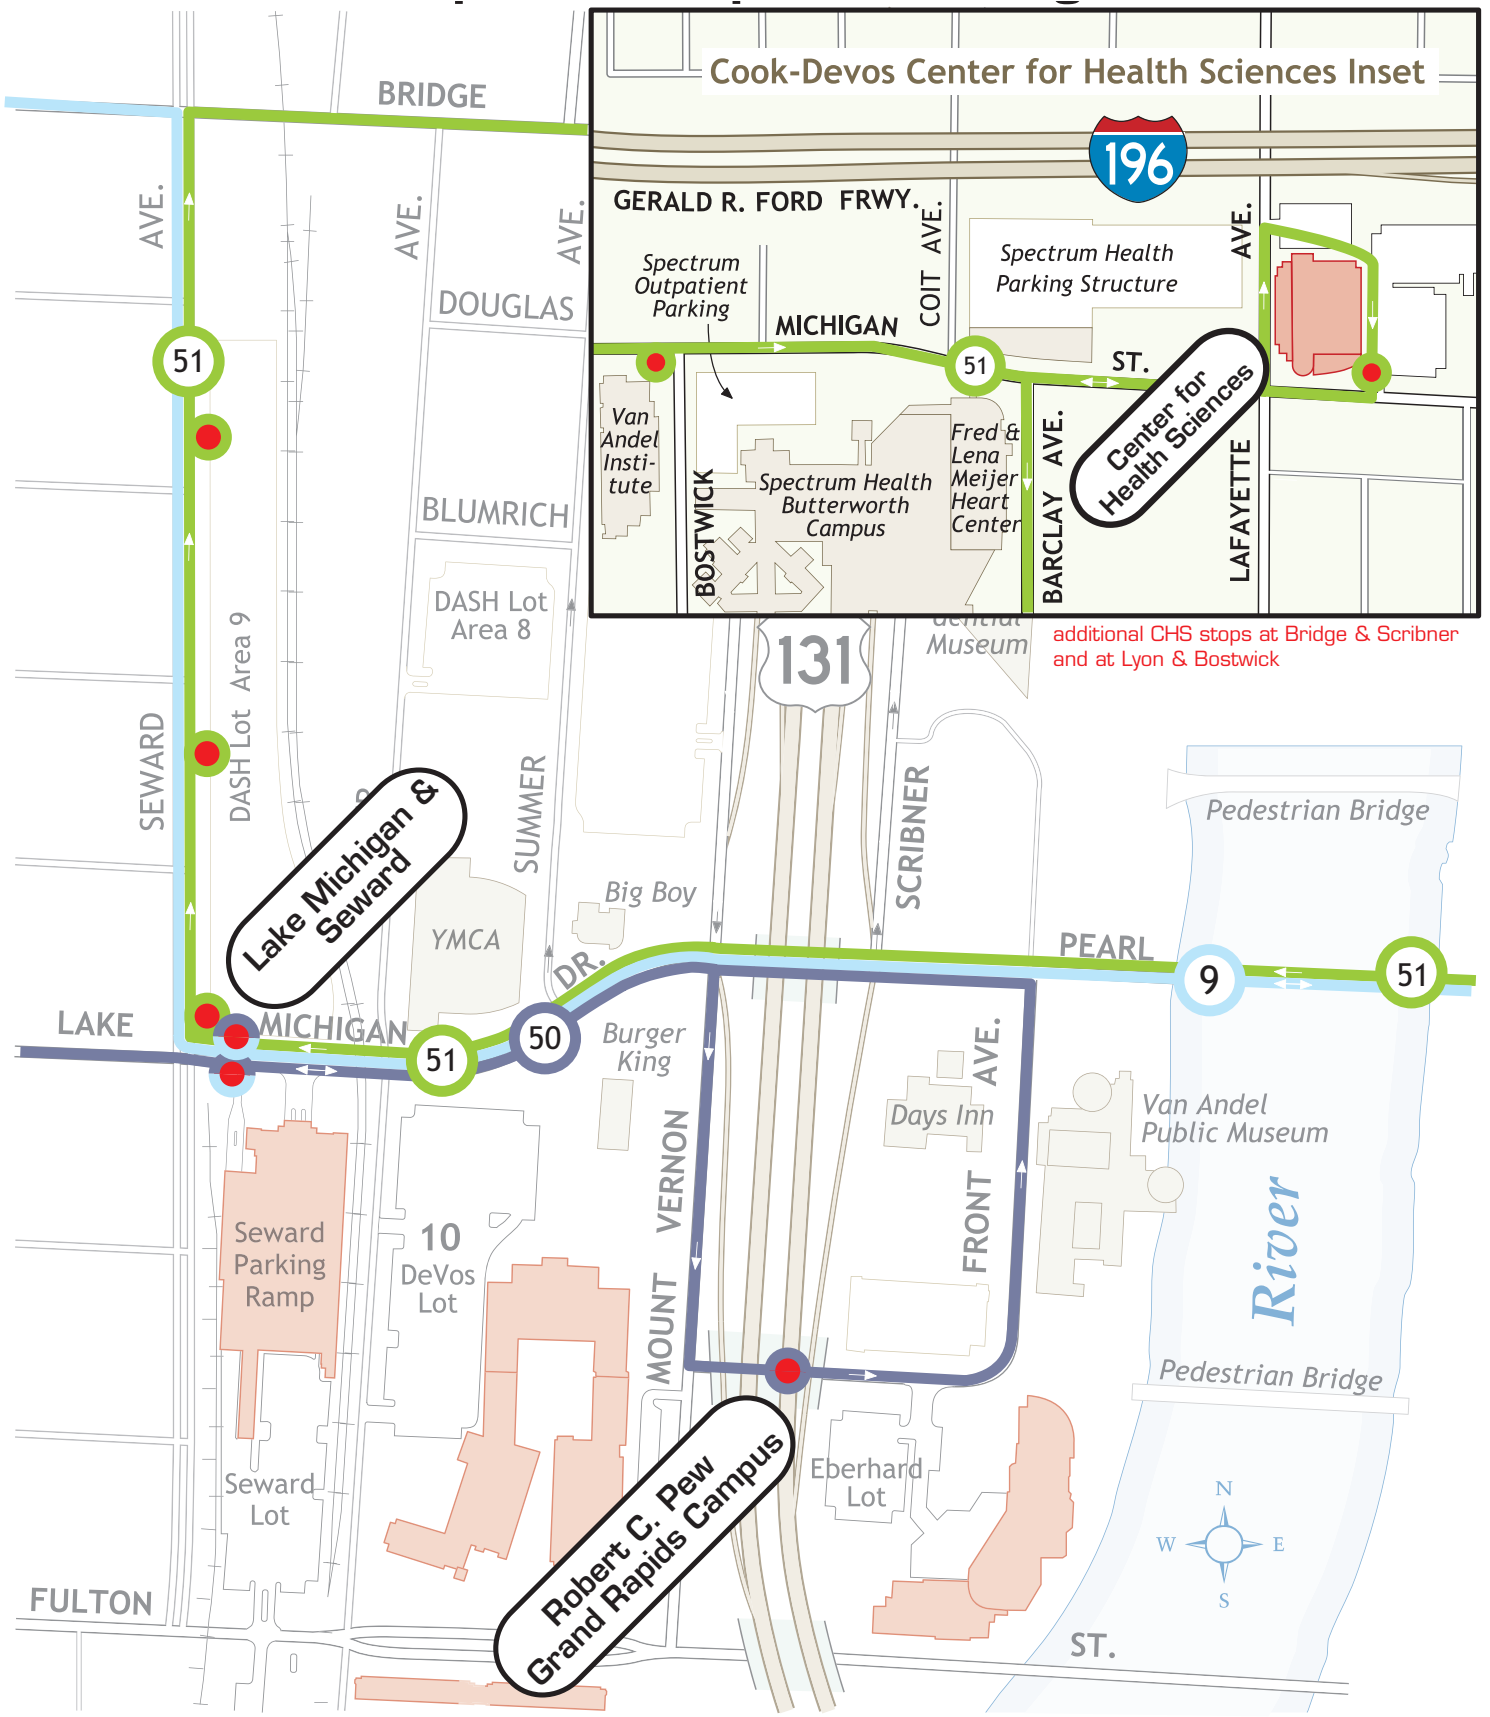 Cook-Devos Center for Health Sciences Inset
196
GERALD R. FORD FRWY.
COIT AVE.
AVE.
Spectrum
Outpatient
Parking
Spectrum Health
Parking Structure
MICHIGAN
ST.
51
Center for
Health Sciences
Van
Andel
Insti-
tute
BOSTWICK
Spectrum Health
Butterworth
Campus
Fred &
Lena
Meijer
Heart
Center
BARCLAY AVE.
LAFAYETTE
additional CHS stops at Bridge & Scribner
and at Lyon & Bostwick
BRIDGE
AVE.
AVE.
AVE.
DOUGLAS
51
BLUMRICH
DASH Lot
Area 8
DASH Lot Area 9
SEWARD
131
Museum
SUMMER
SCRIBNER
Pedestrian Bridge
Lake Michigan &
Seward
Big Boy
YMCA
DR.
PEARL
9
51
LAKE
MICHIGAN
51
50
Burger
King
AVE.
Days Inn
Van Andel
Public Museum
MOUNT VERNON
FRONT
Seward
Parking
Ramp
10
DeVos
Lot
River
Pedestrian Bridge
Robert C. Pew
Grand Rapids Campus
Eberhard
Lot
Seward
Lot
N
W
E
S
FULTON
ST.